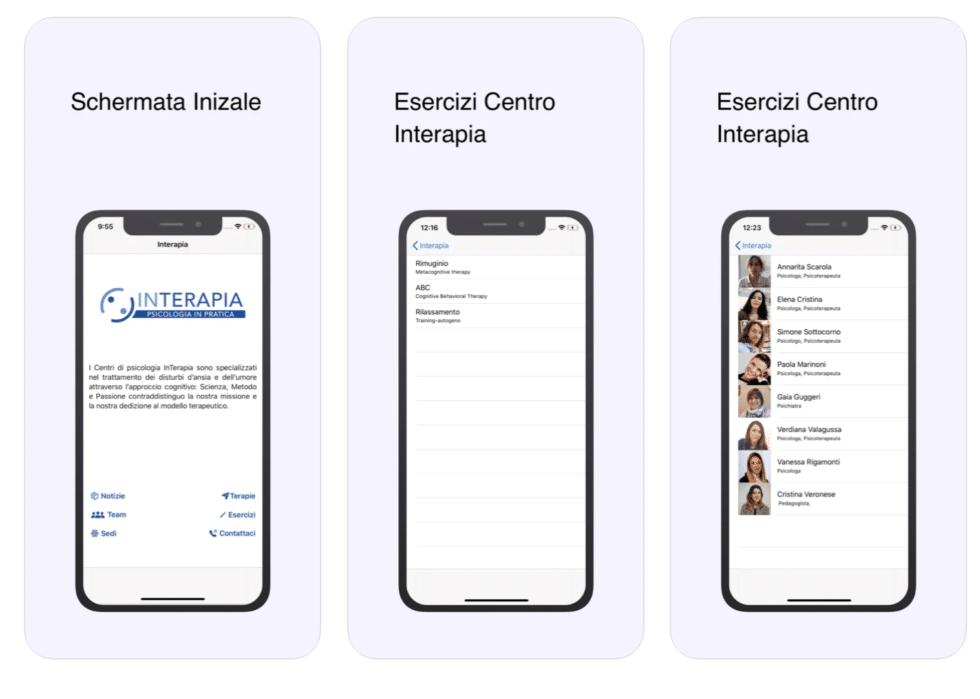 Schermata Inizale
9:55
Interapia
INTERAPIA
PSICOLOGIA IN PRATICA
I Centri di psicologia InTerapia sono specializzati
nel trattamento dei disturbi d'ansia e dell'umore
attraverso l'approccio cognitivo: Scienza, Metodo
e Passione contraddistinguo la nostra missione e
la nostra dedizione al modello terapeutico.
Notizie
Terapie
Team
Esercizi
Sedi
Contattaci
Esercizi Centro
Interapia
12:16
Interapia
Rimuginio
Metacognitive therapy
ABC
Cognitive Behavioral Therapy
Rilassamento
Training-autogeno
Esercizi Centro
Interapia
12:23
Interapia
Annarita Scarola
Psicologa, Psicoterapeuta
Elena Cristina
Psicologa, Psicoterapeuta
Simone Sottocorno
Psicologo, Psicoterapeuta
Paola Marinoni
Psicologa, Psicoterapeuta
Gaia Guggeri
Psichiatra
Verdiana Valagussa
Psicologa, Psicoterapeuta
Vanessa Rigamonti
Psicologa
Cristina Veronese
Pedagogista,